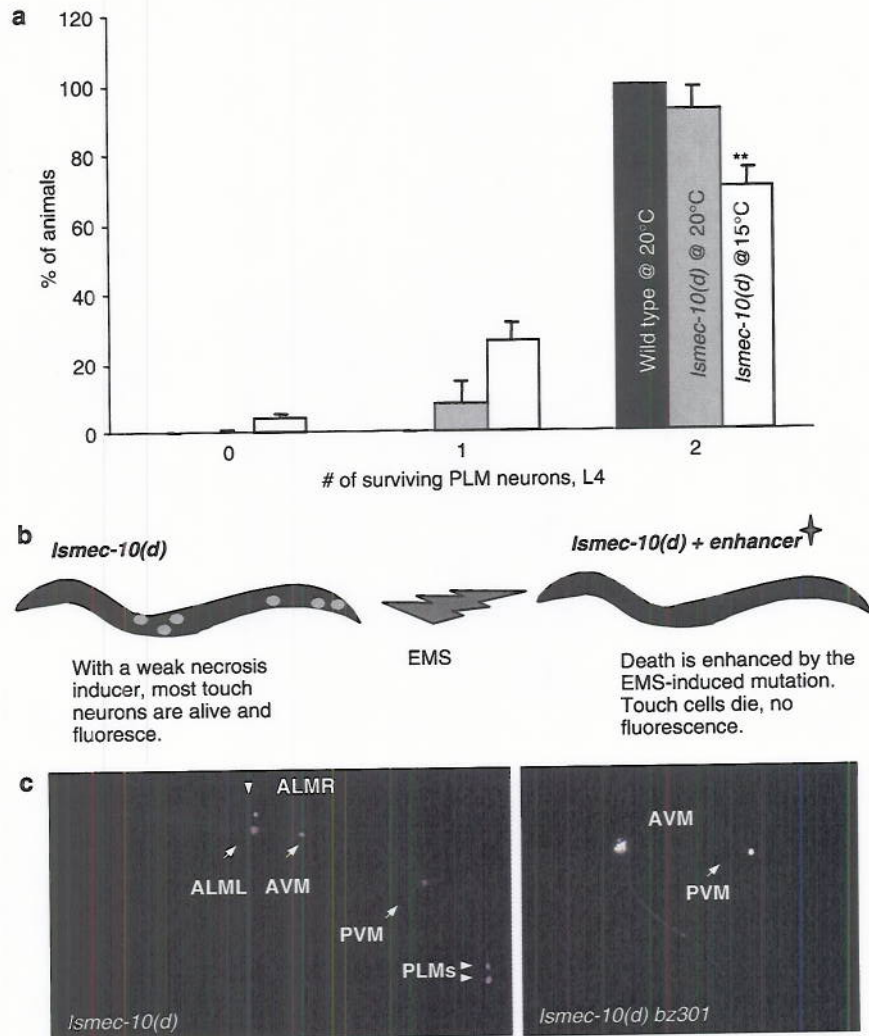 a
120
100
80
60
40
20
0
% of animals
**
Wild type @ 20°C
Ismec-10(d) @ 20°C
Ismec-10(d) @15°C
0 1 2
# of surviving PLM neurons, L4
b
Ismec-10(d)
Ismec-10(d) + enhancer
EMS
With a weak necrosis
inducer, most touch
neurons are alive and
fluoresce.
Death is enhanced by the
EMS-induced mutation.
Touch cells die, no
fluorescence.
c
ALMR
ALML AVM
PVM
PLMs
Ismec-10(d)
AVM
PVM
Ismec-10(d) bz301